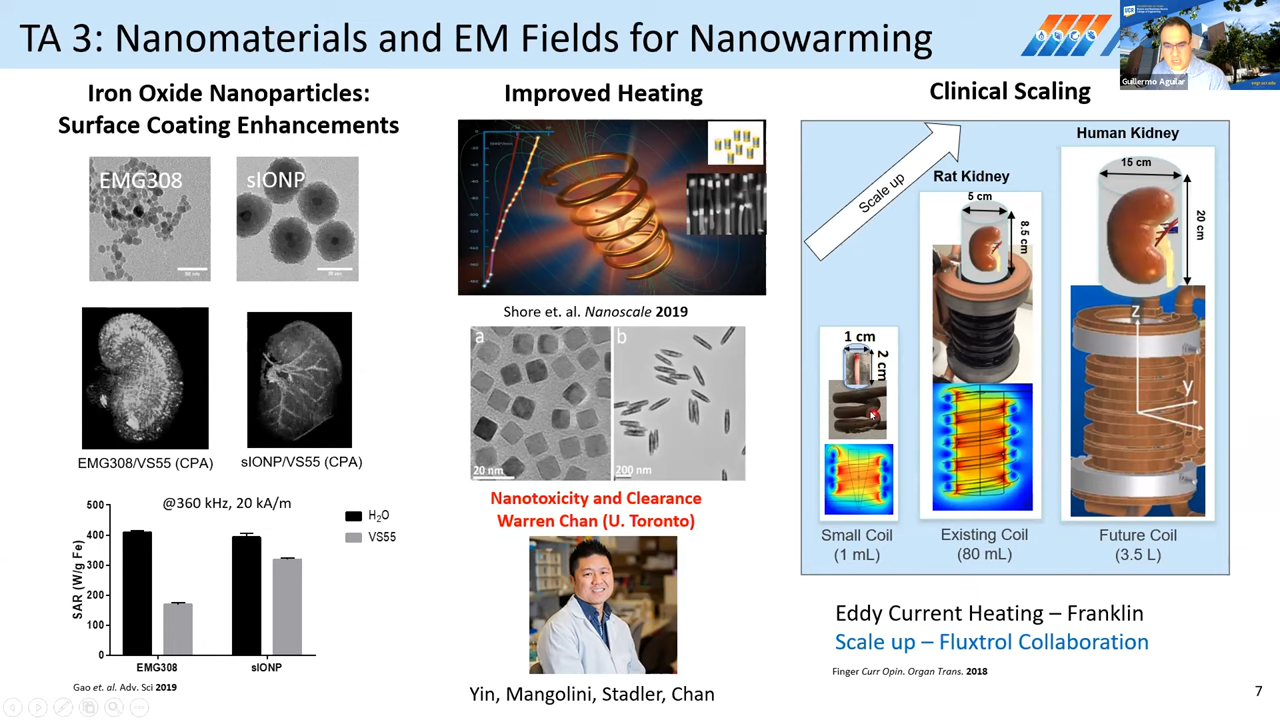 TA 3: Nanomaterials and EM Fields for Nanowarming
Guillermo Aguilar
Iron Oxide Nanoparticles:
Surface Coating Enhancements
EMG308
sIONP
EMG308/VS55 (CPA)
sIONP/VS55 (CPA)
@360 kHz, 20 kA/m
SAR (W/g Fe)
500
400
300
200
100
0
H2O
VS55
EMG308
sIONP
Gao et. al. Adv. Sci 2019
Improved Heating
Shore et. al. Nanoscale 2019
a
b
20 nm
200 nm
Nanotoxicity and Clearance
Warren Chan (U. Toronto)
Yin, Mangolini, Stadler, Chan
Clinical Scaling
Scale up
Human Kidney
15 cm
20 cm
Rat Kidney
5 cm
8.5 cm
1 cm
2 cm
z
y
Small Coil
(1 mL)
Existing Coil
(80 mL)
Future Coil
(3.5 L)
Eddy Current Heating – Franklin
Scale up – Fluxtrol Collaboration
Finger Curr Opin. Organ Trans. 2018
7